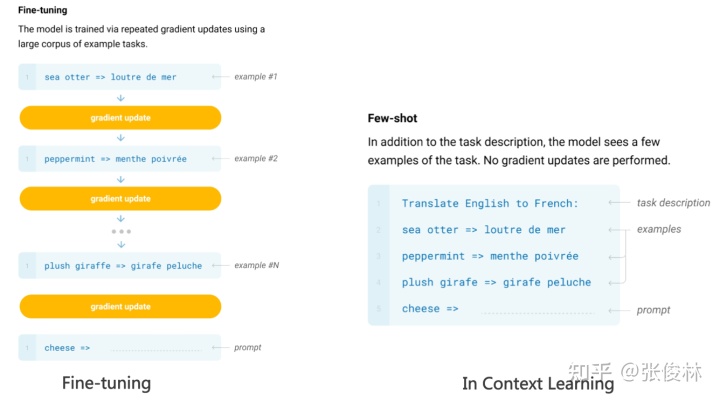 Fine-tuning
The model is trained via repeated gradient updates using a
large corpus of example tasks.
1 sea otter => loutre de mer example #1
gradient update
1 peppermint => menthe poivrée example #2
gradient update
1 plush giraffe => girafe peluche example #N
gradient update
1 cheese => prompt
Fine-tuning
Few-shot
In addition to the task description, the model sees a few
examples of the task. No gradient updates are performed.
1 Translate English to French: task description
2 sea otter => loutre de mer examples
3 peppermint => menthe poivrée
4 plush girafe => girafe peluche
5 cheese => prompt
In Context Learning
知乎 @张俊林